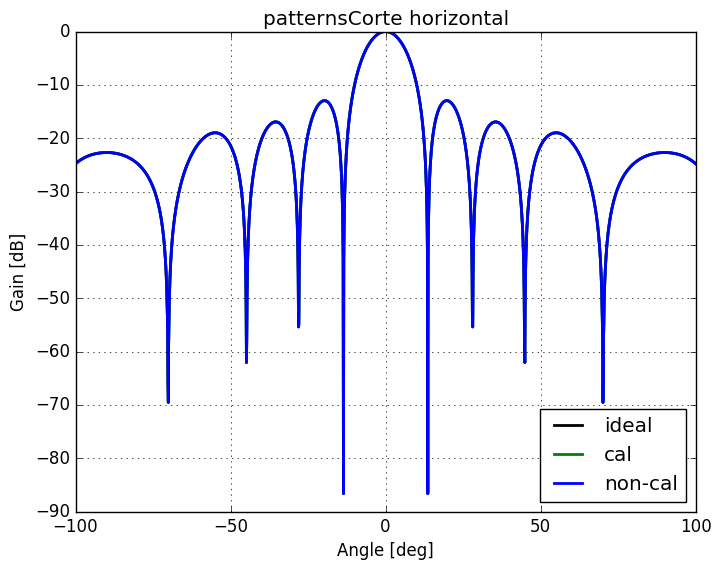 patternsCorte horizontal
0
−10
−20
−30
−40
−50
−60
−70
−80
−90
Gain [dB]
ideal
cal
non-cal
−100 −50 0 50 100
Angle [deg]